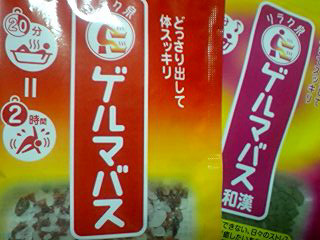 リラク泉
ゲルマバス
どっさり出して
体スッキリ
20分
=
2時間
リラク泉
ゲルマバス
和漢